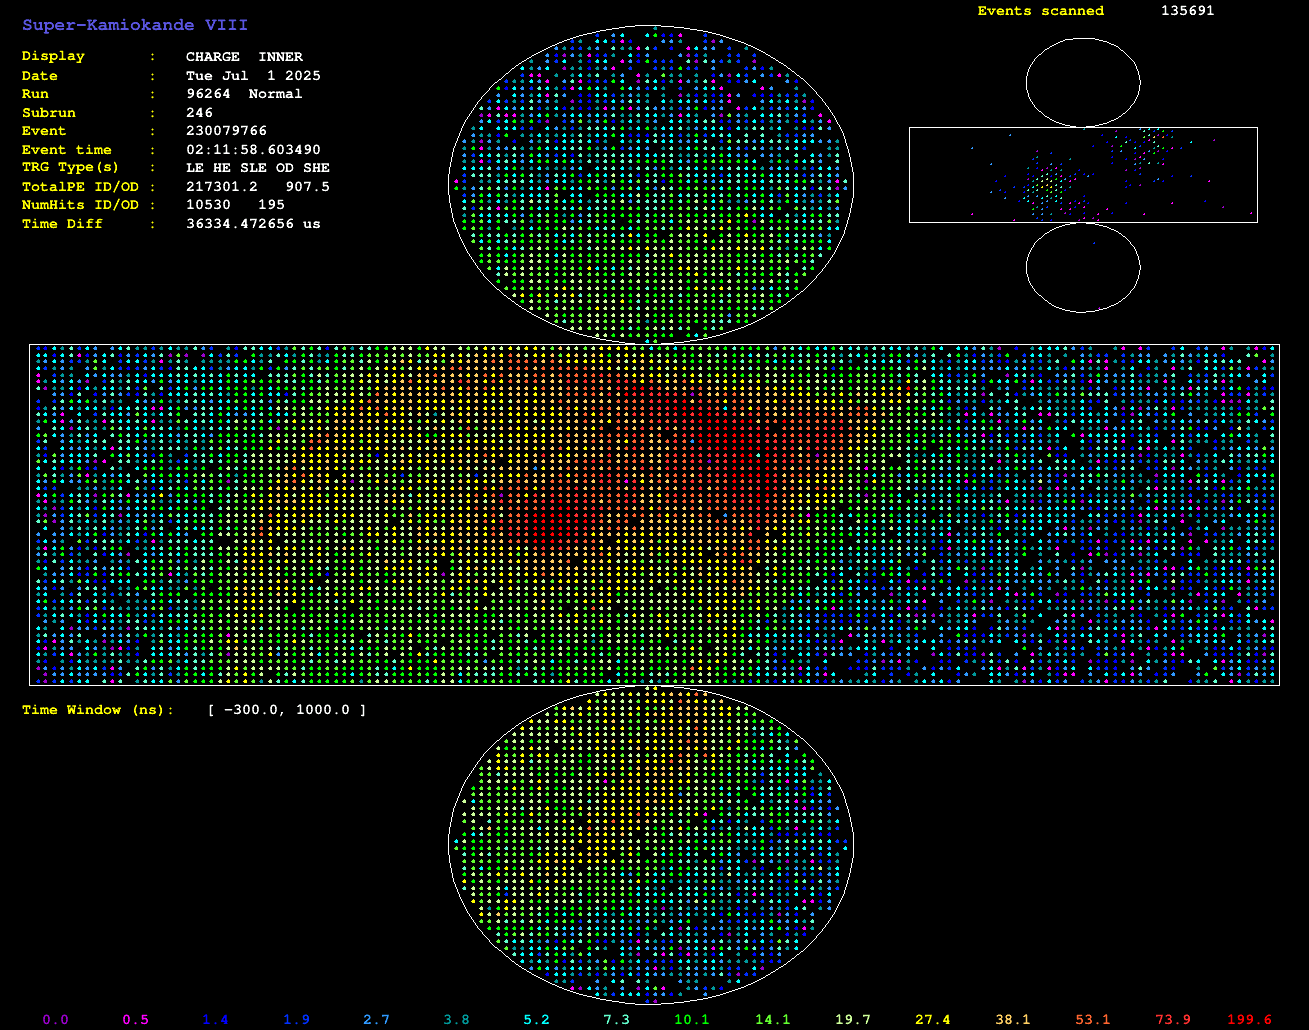 Super-Kamiokande VIII
Display : CHARGE INNER
Date : Tue Jul 1 2025
Run : 96264 Normal
Subrun : 246
Event : 230079766
Event time : 02:11:58.603490
TRG Type(s) : LE HE SLE OD SHE
TotalPE ID/OD : 217301.2 907.5
NumHits ID/OD : 10530 195
Time Diff : 36334.472656 us
Events scanned 135691
Time Window (ns): [ -300.0, 1000.0 ]
0.0 0.5 1.4 1.9 2.7 3.8 5.2 7.3 10.1 14.1 19.7 27.4 38.1 53.1 73.9 199.6